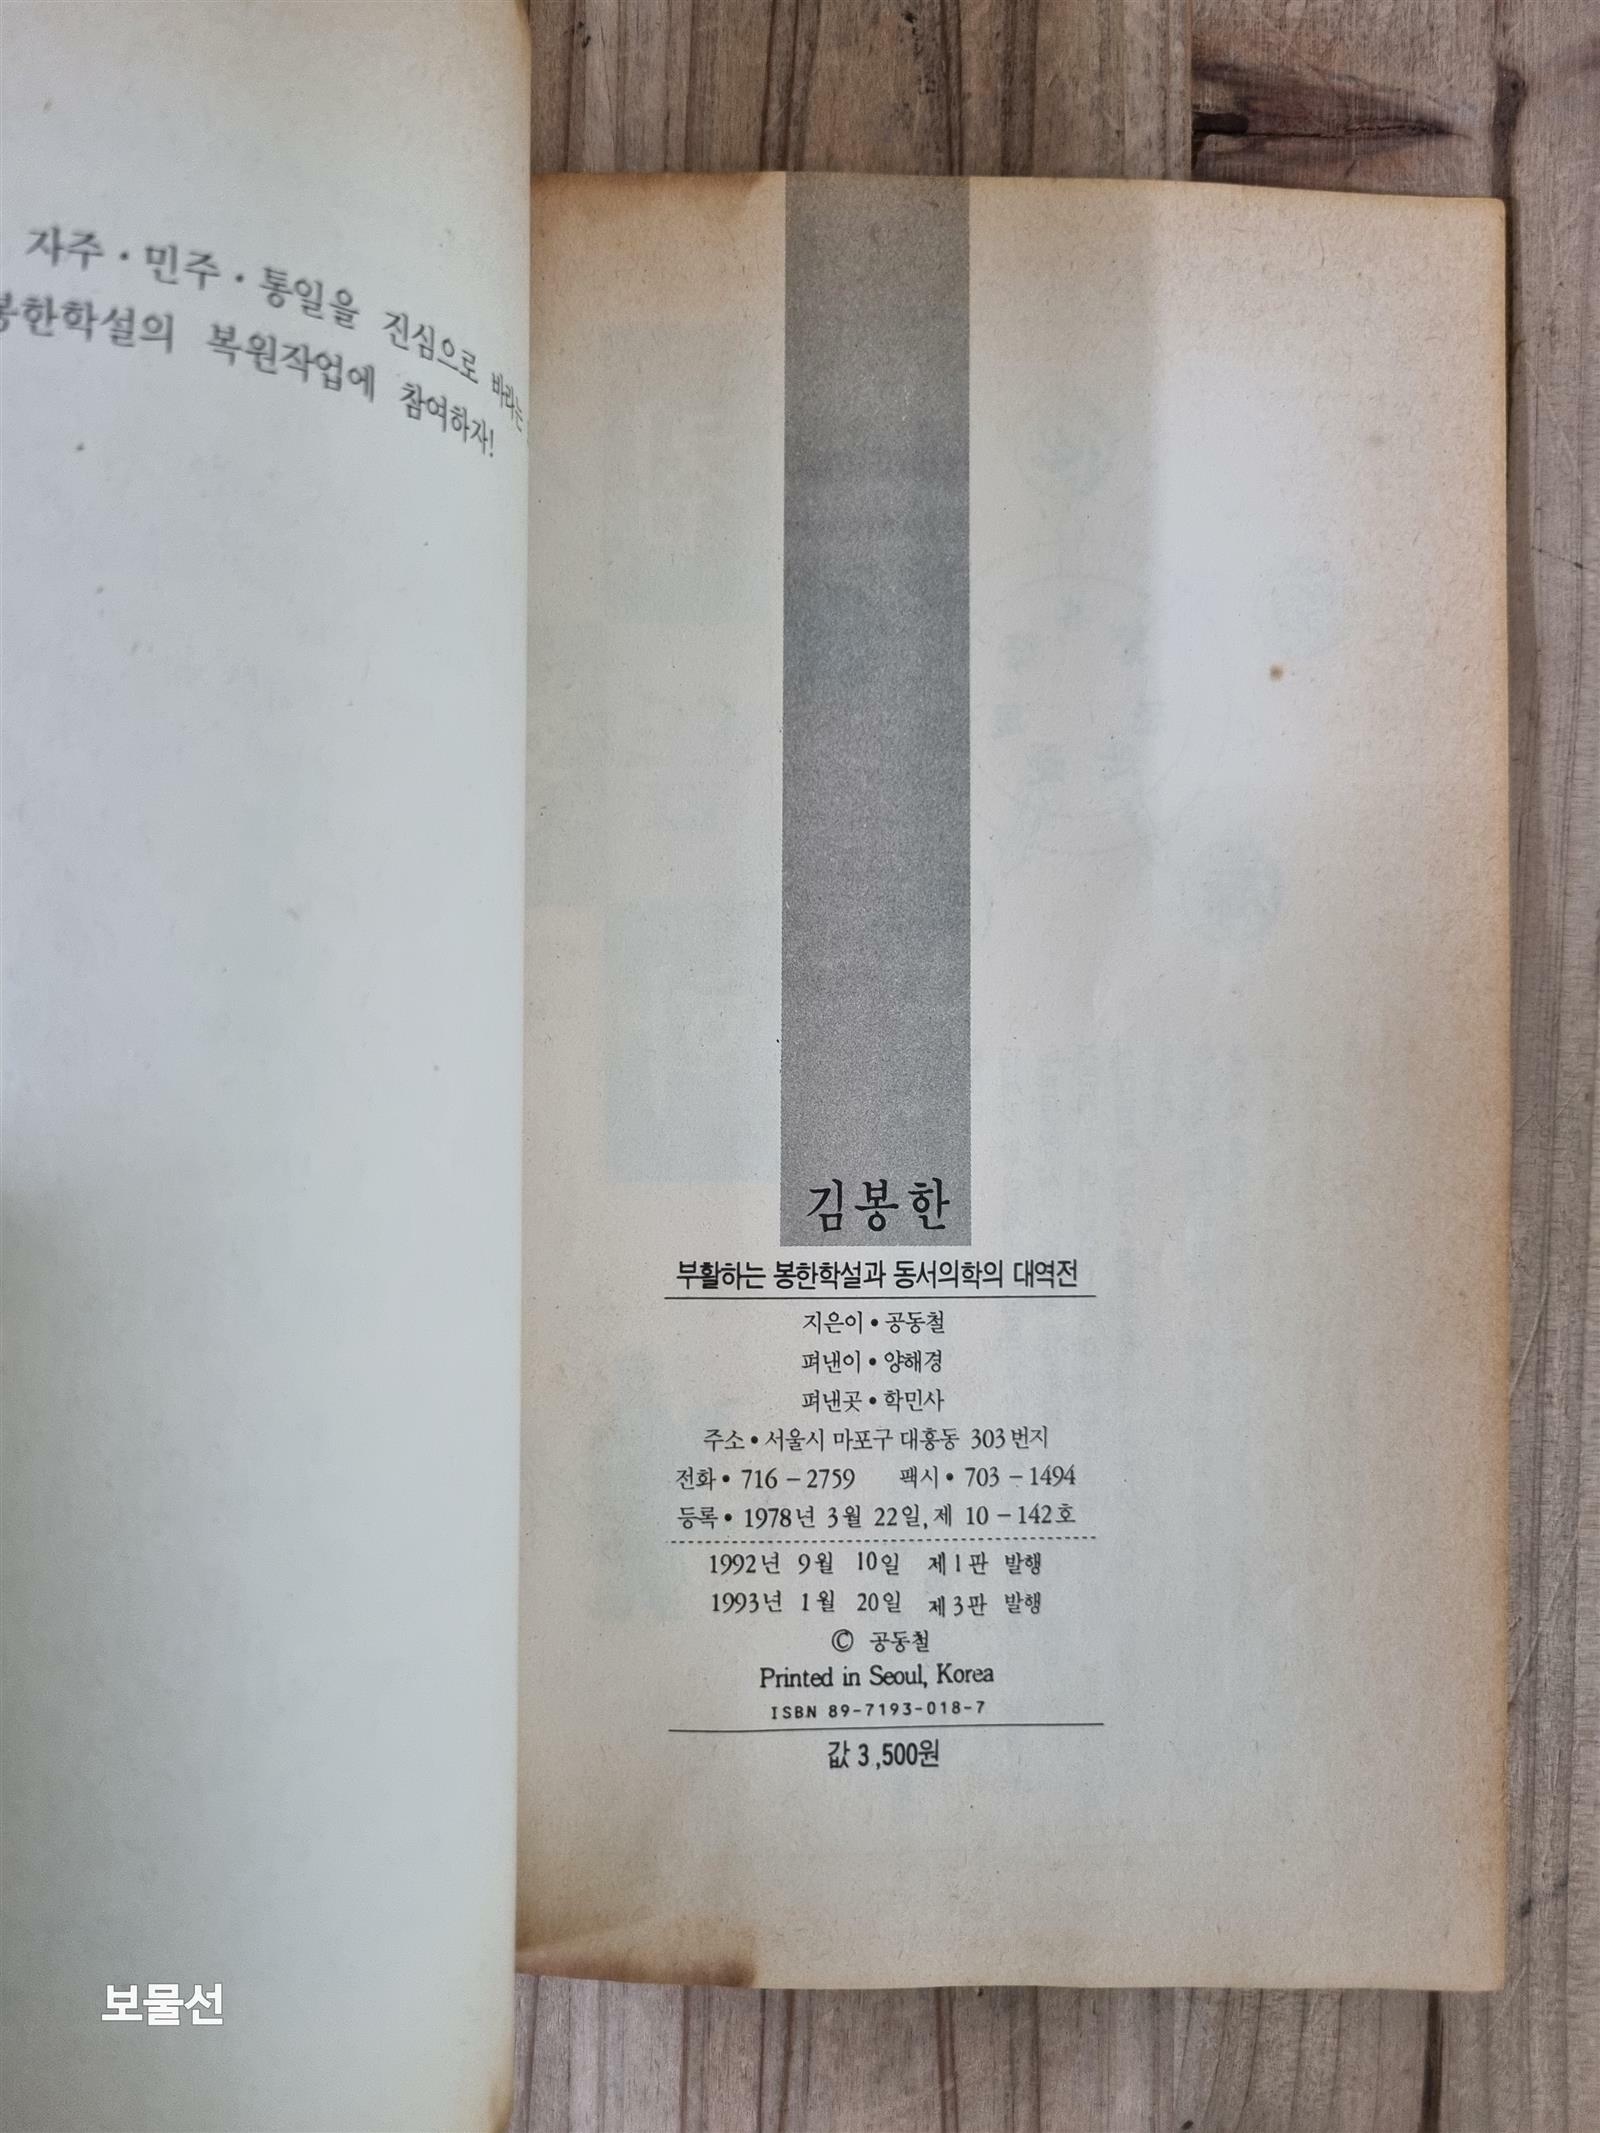 자주·민주·통일을 진심으로 바라는
봉한학설의 복원작업에 참여하자!
김봉한
부활하는 봉한학설과 동서의학의 대역전
지은이•공동철
펴낸이•양해경
펴낸곳•학민사
주소•서울시 마포구 대흥동 303번지
전화• 716-2759 팩시• 703-1494
등록• 1978년 3월 22일, 제 10-142호
1992년 9월 10일 제1판 발행
1993년 1월 20일 제3판 발행
© 공동철
Printed in Seoul, Korea
ISBN 89-7193-018-7
값 3,500원
보물선